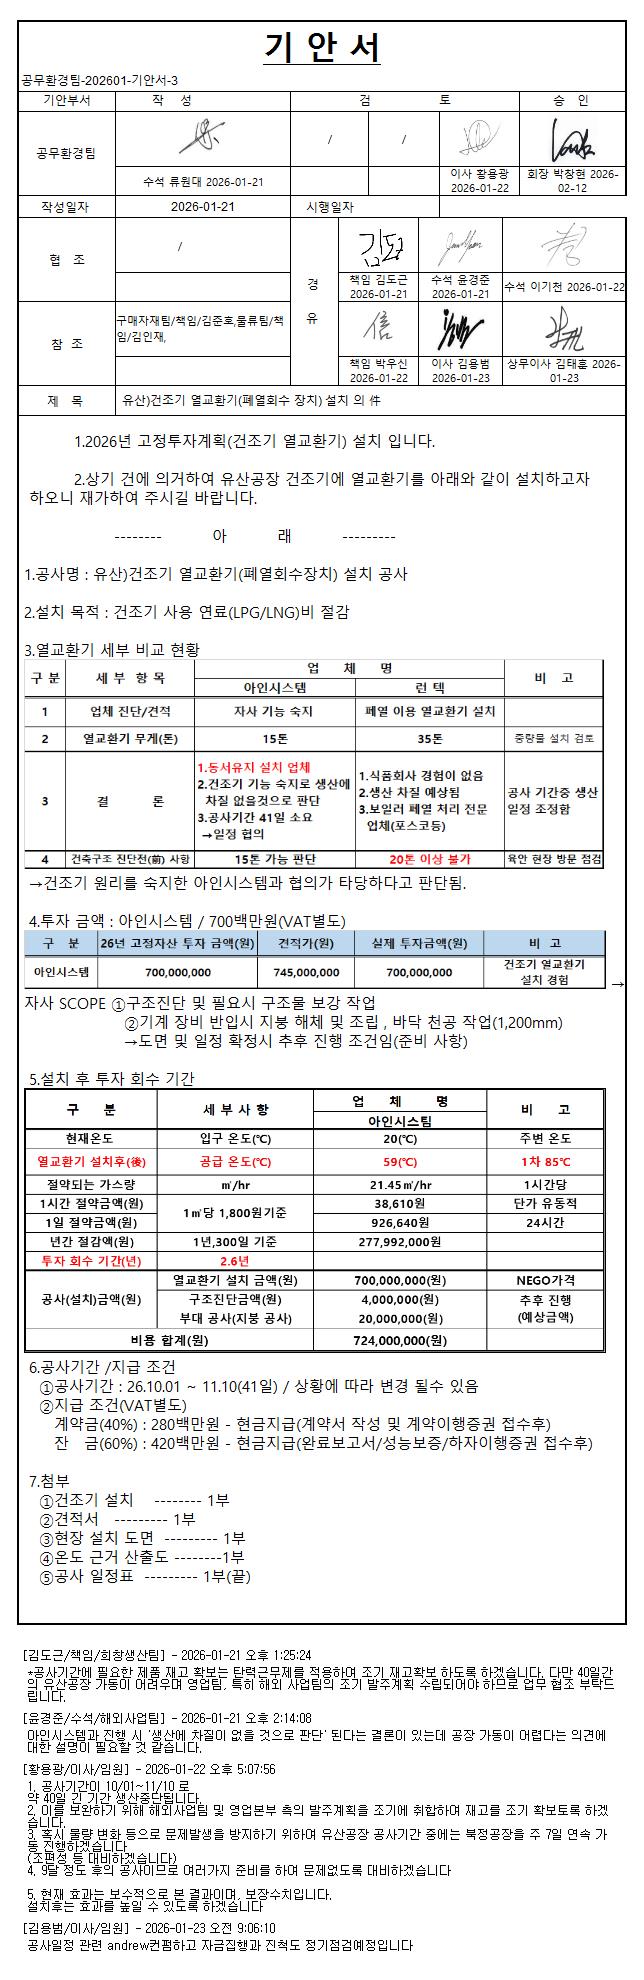 기 안 서
공무환경팀-202601-기안서-3
기안부서 작 성 검 토 승 인
공무환경팀 / /
수석 류원대 2026-01-21 이사 황용광 2026-01-22 회장 박창현 2026-02-12
작성일자 2026-01-21 시행일자
협 조 / 경 유
책임 김도근 2026-01-21 수석 윤경준 2026-01-21 수석 이기천 2026-01-22
참 조 구매자재팀/책임/김준호,물류팀/책임/김인재,
책임 박우신 2026-01-22 이사 김용범 2026-01-23 상무이사 김태훈 2026-01-23
제 목 유산)건조기 열교환기(폐열회수 장치) 설치 의 件
1.2026년 고정투자계획(건조기 열교환기) 설치 입니다.
2.상기 건에 의거하여 유산공장 건조기에 열교환기를 아래와 같이 설치하고자
하오니 재가하여 주시길 바랍니다.
-------- 아 래 ---------
1.공사명 : 유산)건조기 열교환기(폐열회수장치) 설치 공사
2.설치 목적 : 건조기 사용 연료(LPG/LNG)비 절감
3.열교환기 세부 비교 현황
구 분 세 부 항 목 업 체 명 비 고
아인시스템 런 텍
1 업체 진단/견적 자사 기능 숙지 폐열 이용 열교환기 설치
2 열교환기 무게(톤) 15톤 35톤 중량물 설치 검토
3 결 론 1.동서유지 설치 업체 2.건조기 기능 숙지로 생산에 차질 없을것으로 판단 3.공사기간 41일 소요 →일정 협의 1.식품회사 경험이 없음 2.생산 차질 예상됨 3.보일러 폐열 처리 전문 업체(포스코등) 공사 기간중 생산 일정 조정함
4 건축구조 진단전(前) 사항 15톤 가능 판단 20톤 이상 불가 육안 현장 방문 점검
→건조기 원리를 숙지한 아인시스템과 협의가 타당하다고 판단됨.
4.투자 금액 : 아인시스템 / 700백만원(VAT별도)
구 분 26년 고정자산 투자 금액(원) 견적가(원) 실제 투자금액(원) 비 고
아인시스템 700,000,000 745,000,000 700,000,000 건조기 열교환기 설치 경험
→
자사 SCOPE ①구조진단 및 필요시 구조물 보강 작업
②기계 장비 반입시 지붕 해체 및 조립 , 바닥 천공 작업(1,200mm)
→도면 및 일정 확정시 추후 진행 조건임(준비 사항)
5.설치 후 투자 회수 기간
구 분 세 부 사 항 업 체 명 비 고
아인시스팀
현재온도 입구 온도(℃) 20(℃) 주변 온도
열교환기 설치후(後) 공급 온도(℃) 59(℃) 1차 85℃
절약되는 가스량 ㎥/hr 21.45㎥/hr 1시간당
1시간 절약금액(원) 1㎥당 1,800원기준 38,610원 단가 유동적
1일 절약금액(원) 926,640원 24시간
년간 절감액(원) 1년,300일 기준 277,992,000원
투자 회수 기간(년) 2.6년
공사(설치)금액(원) 열교환기 설치 금액(원) 700,000,000(원) NEGO가격
구조진단금액(원) 4,000,000(원) 추후 진행
부대 공사(지붕 공사) 20,000,000(원) (예상금액)
비용 합계(원) 724,000,000(원)
6.공사기간 /지급 조건
①공사기간 : 26.10.01 ~ 11.10(41일) / 상황에 따라 변경 될수 있음
②지급 조건(VAT별도)
계약금(40%) : 280백만원 - 현금지급(계약서 작성 및 계약이행증권 접수후)
잔 금(60%) : 420백만원 - 현금지급(완료보고서/성능보증/하자이행증권 접수후)
7.첨부
①건조기 설치 -------- 1부
②견적서 --------- 1부
③현장 설치 도면 --------- 1부
④온도 근거 산출도 --------1부
⑤공사 일정표 --------- 1부(끝)
[김도근/책임/희창생산팀] - 2026-01-21 오후 1:25:24
*공사기간에 필요한 제품 재고 확보는 탄력근무제를 적용하여 조기 재고확보 하도록 하겠습니다. 다만 40일간
의 유산공장 가동이 어려우며 영업팀, 특히 해외 사업팀의 조기 발주계획 수립되어야 하므로 업무 협조 부탁드
립니다.
[윤경준/수석/해외사업팀] - 2026-01-21 오후 2:14:08
아인시스템과 진행 시 '생산에 차질이 없을 것으로 판단' 된다는 결론이 있는데 공장 가동이 어렵다는 의견에
대한 설명이 필요할 것 같습니다.
[황용광/이사/임원] - 2026-01-22 오후 5:07:56
1. 공사기간이 10/01~11/10 로
약 40일 긴 기간 생산중단됩니다.
2. 이를 보완하기 위해 해외사업팀 및 영업본부 측의 발주계획을 조기에 취합하여 재고를 조기 확보토록 하겠
습니다.
3. 혹시 물량 변화 등으로 문제발생을 방지하기 위하여 유산공장 공사기간 중에는 북정공장을 주 7일 연속 가
동 진행하겠습니다
(조편성 등 대비하겠습니다)
4. 9달 정도 후의 공사이므로 여러가지 준비를 하여 문제없도록 대비하겠습니다
5. 현재 효과는 보수적으로 본 결과이며, 보장수치입니다.
설치후는 효과를 높일 수 있도록 하겠습니다
[김용범/이사/임원] - 2026-01-23 오전 9:06:10
공사일정 관련 andrew컨펌하고 자금집행과 진척도 정기점검예정입니다